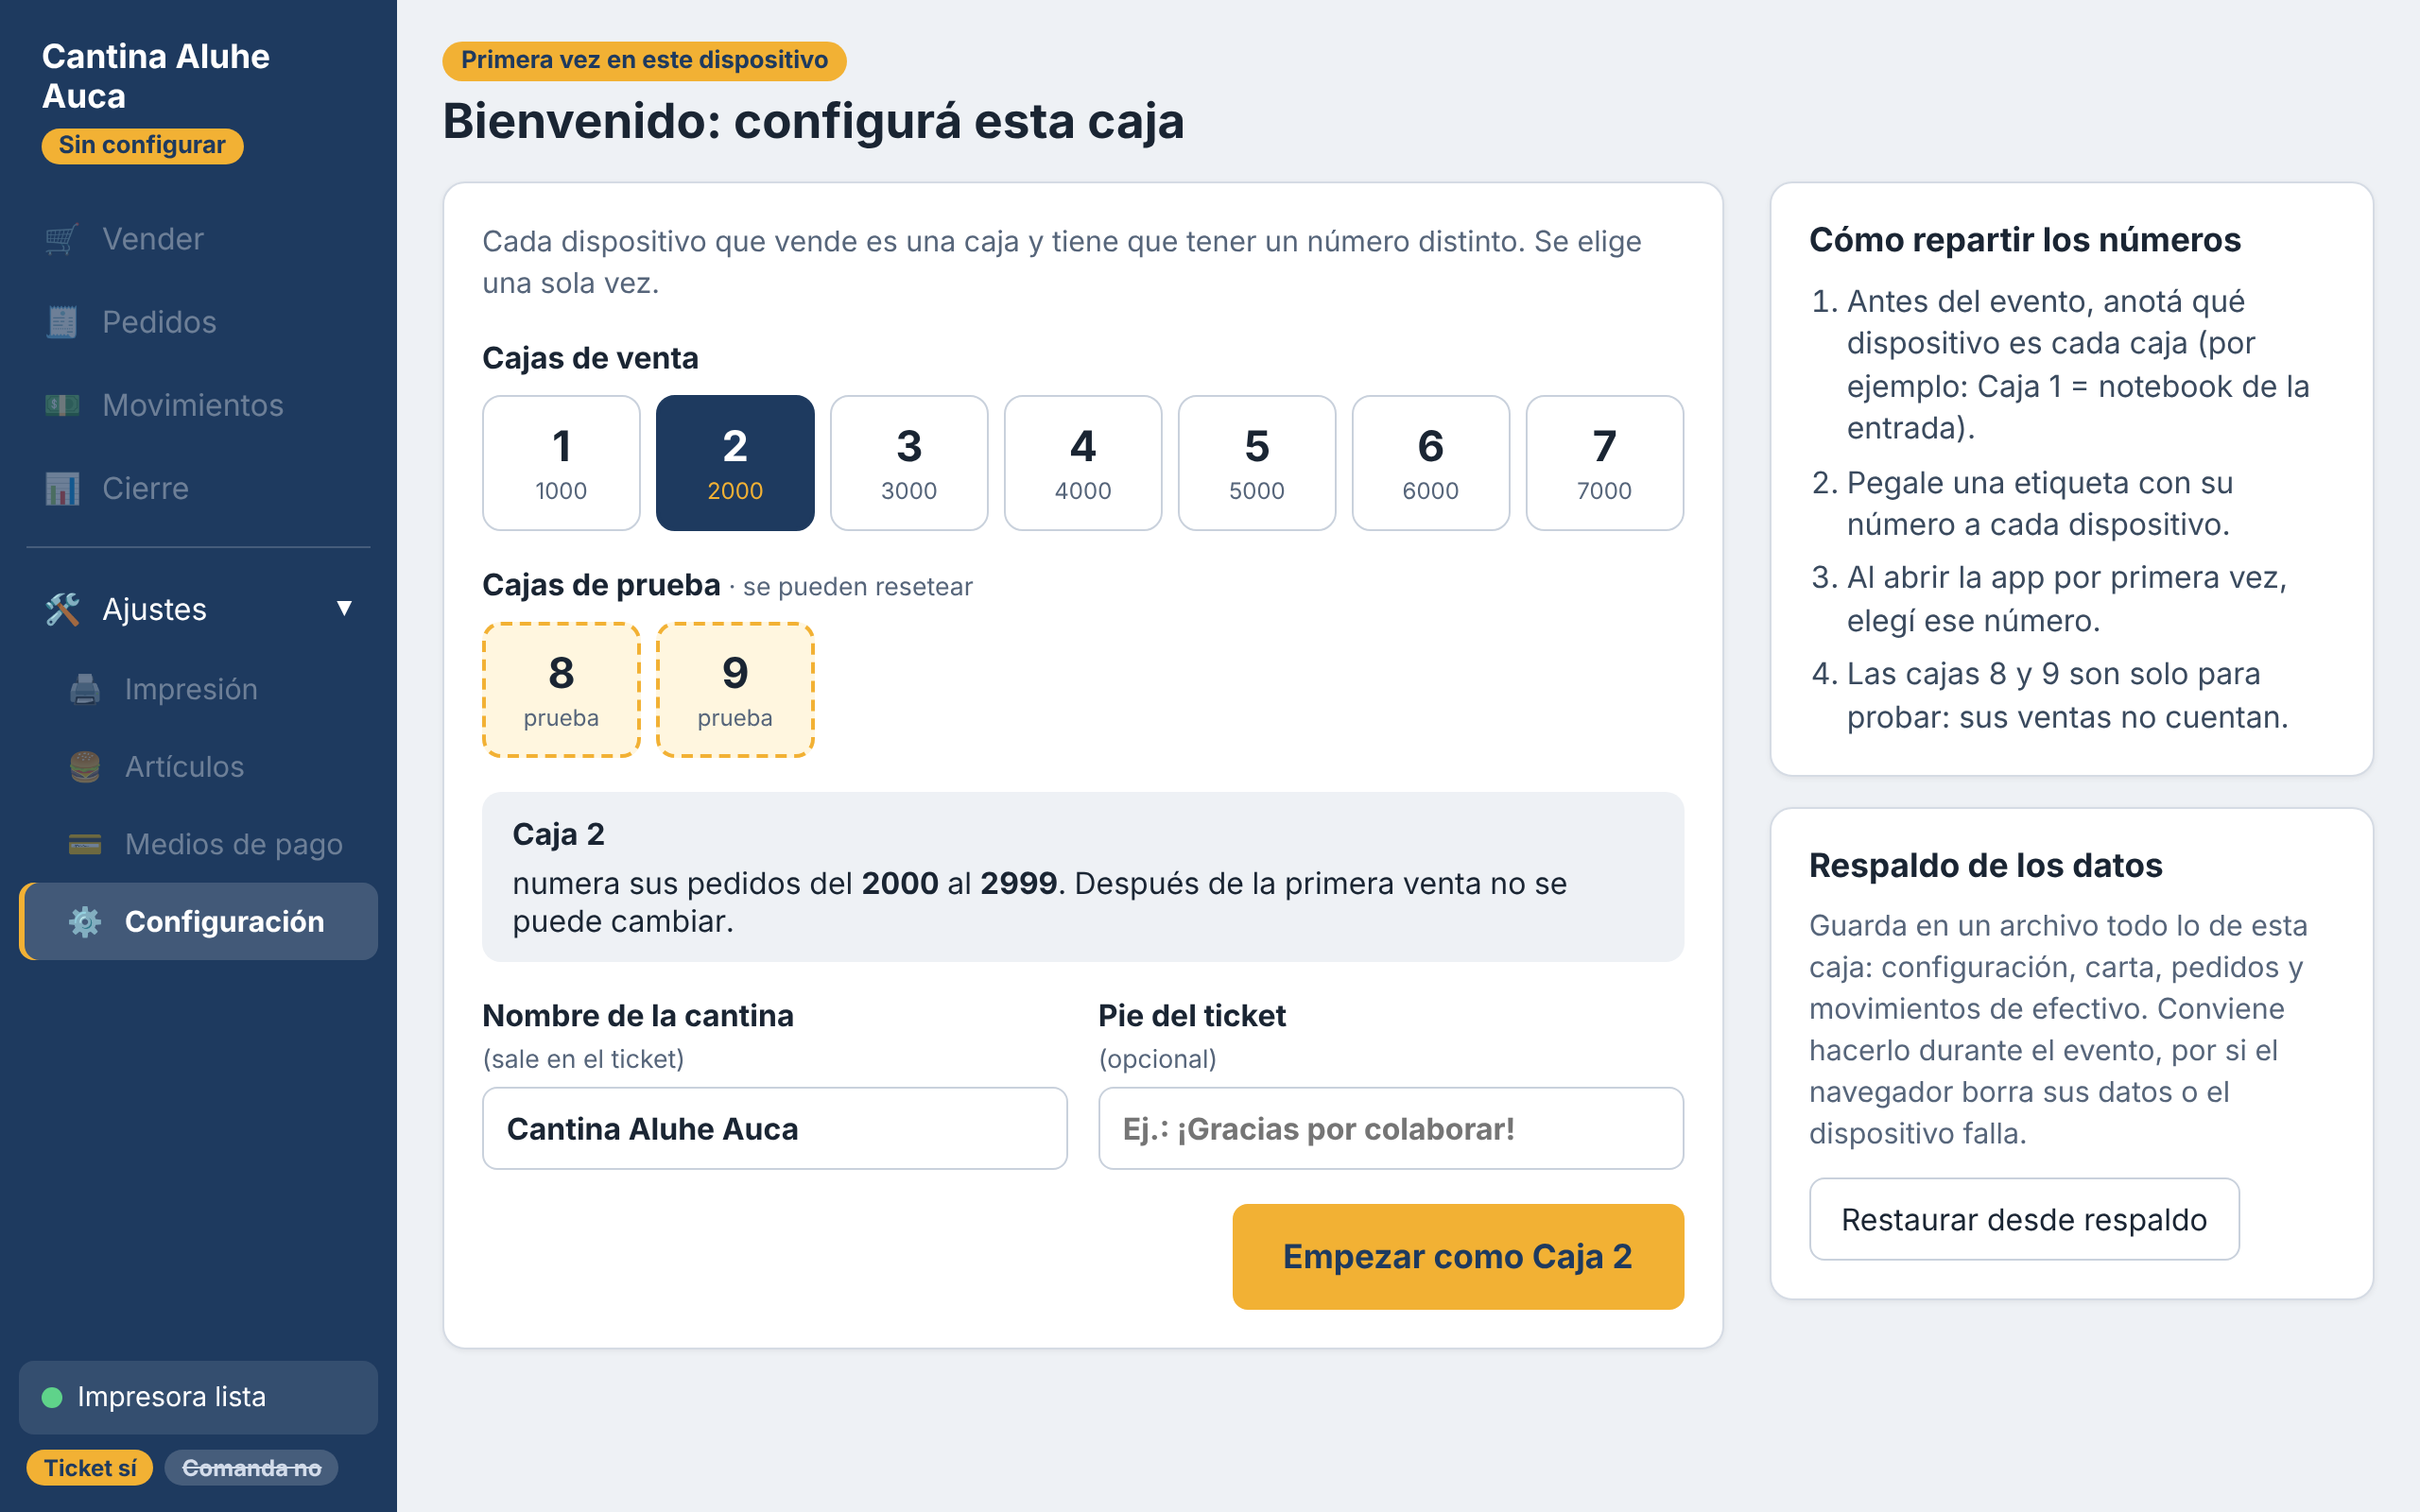 Cantina Aluhe
Auca
Sin configurar
Vender
Pedidos
Movimientos
Cierre
Ajustes ▼
Impresión
Artículos
Medios de pago
Configuración
Impresora lista
Ticket sí Comanda no
Primera vez en este dispositivo
Bienvenido: configurá esta caja
Cada dispositivo que vende es una caja y tiene que tener un número distinto. Se elige
una sola vez.
Cajas de venta
1 2 3 4 5 6 7
1000 2000 3000 4000 5000 6000 7000
Cajas de prueba · se pueden resetear
8 9
prueba prueba
Caja 2
numera sus pedidos del 2000 al 2999. Después de la primera venta no se
puede cambiar.
Nombre de la cantina
(sale en el ticket)
Cantina Aluhe Auca
Pie del ticket
(opcional)
Ej.: ¡Gracias por colaborar!
Empezar como Caja 2
Cómo repartir los números
1. Antes del evento, anotá qué
dispositivo es cada caja (por
ejemplo: Caja 1 = notebook de la
entrada).
2. Pegale una etiqueta con su
número a cada dispositivo.
3. Al abrir la app por primera vez,
elegí ese número.
4. Las cajas 8 y 9 son solo para
probar: sus ventas no cuentan.
Respaldo de los datos
Guarda en un archivo todo lo de esta
caja: configuración, carta, pedidos y
movimientos de efectivo. Conviene
hacerlo durante el evento, por si el
navegador borra sus datos o el
dispositivo falla.
Restaurar desde respaldo